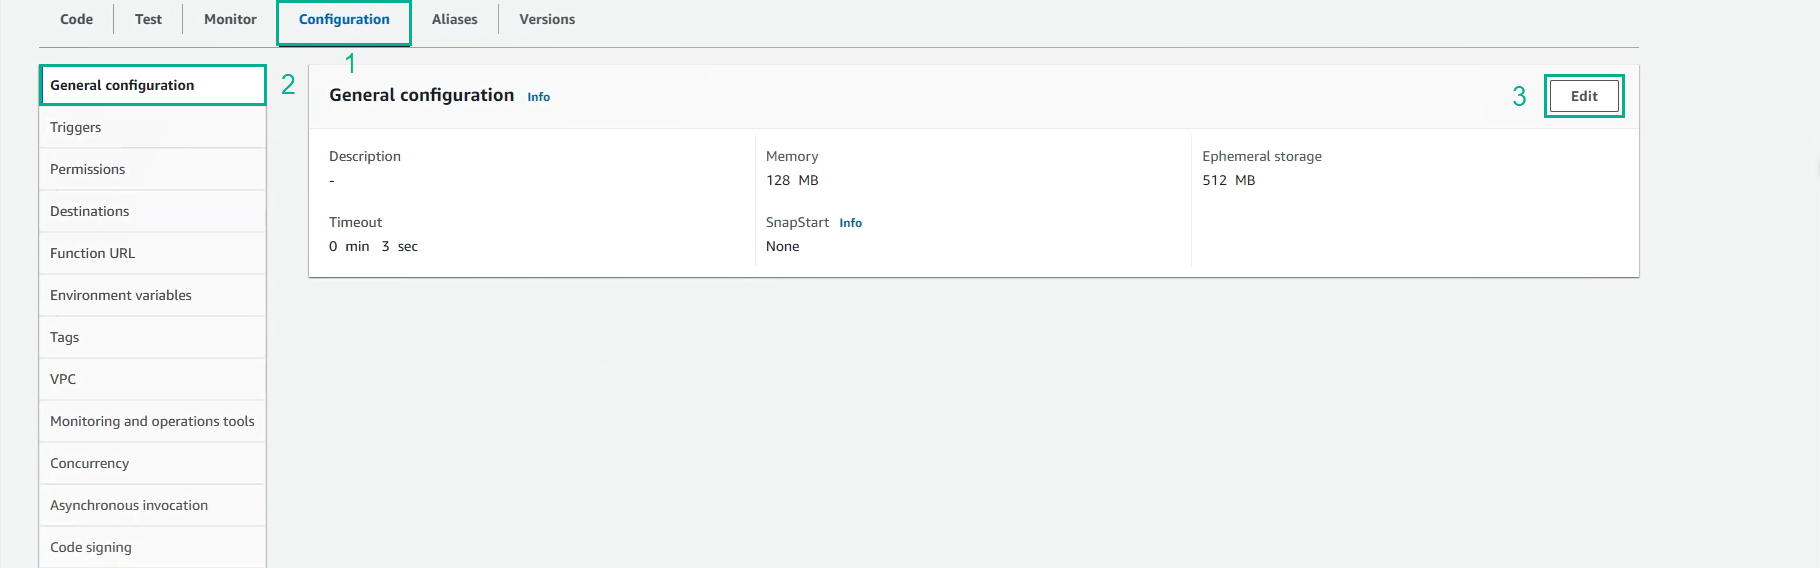 Code Test Monitor Configuration Aliases Versions
1
General configuration
2
Triggers
Permissions
Destinations
Function URL
Environment variables
Tags
VPC
Monitoring and operations tools
Concurrency
Asynchronous invocation
Code signing
General configuration Info
3
Edit
Description
-
Timeout
0 min 3 sec
Memory
128 MB
SnapStart Info
None
Ephemeral storage
512 MB